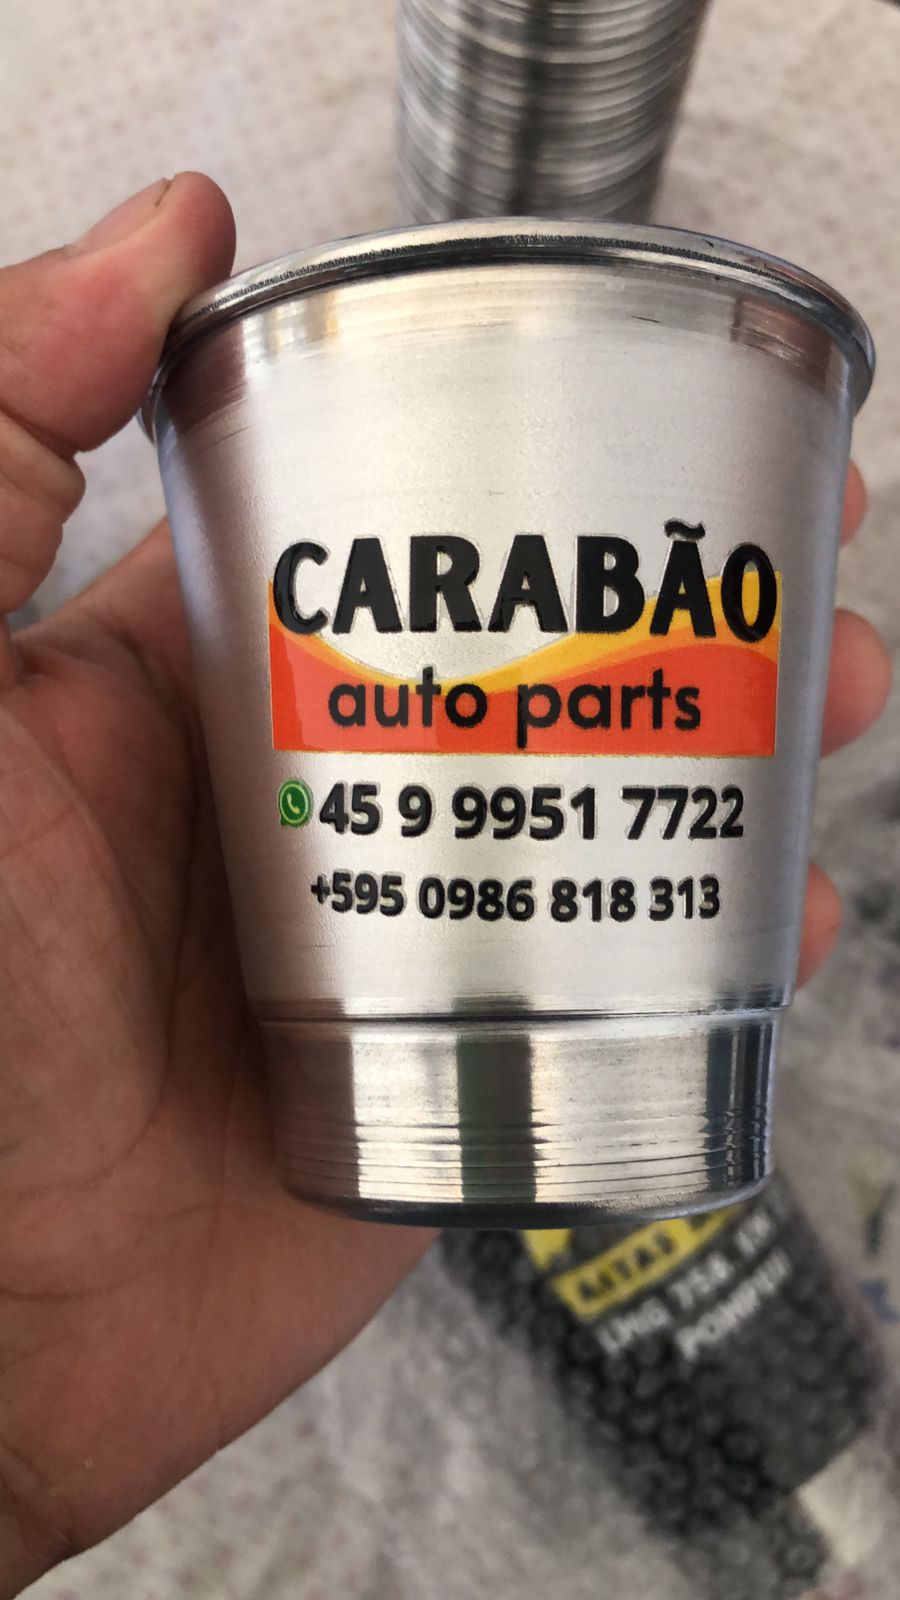 CARABÃO
auto parts
45 9 9951 7722
+595 0986 818 313